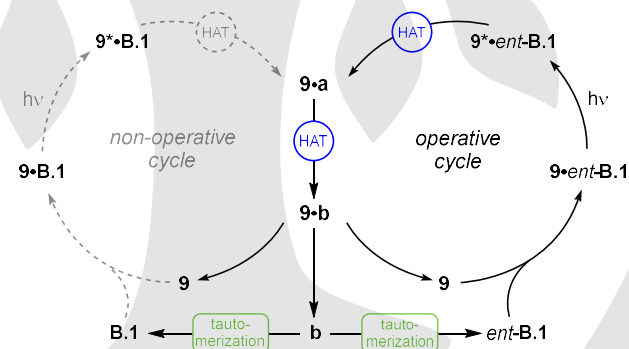 9*•B.1
HAT
HAT
9*•ent-B.1
9•a
hν
hν
non-operative
cycle
HAT
operative
cycle
9•B.1
9•ent-B.1
9•b
9
9
B.1
tauto-
merization
b
tauto-
merization
ent-B.1